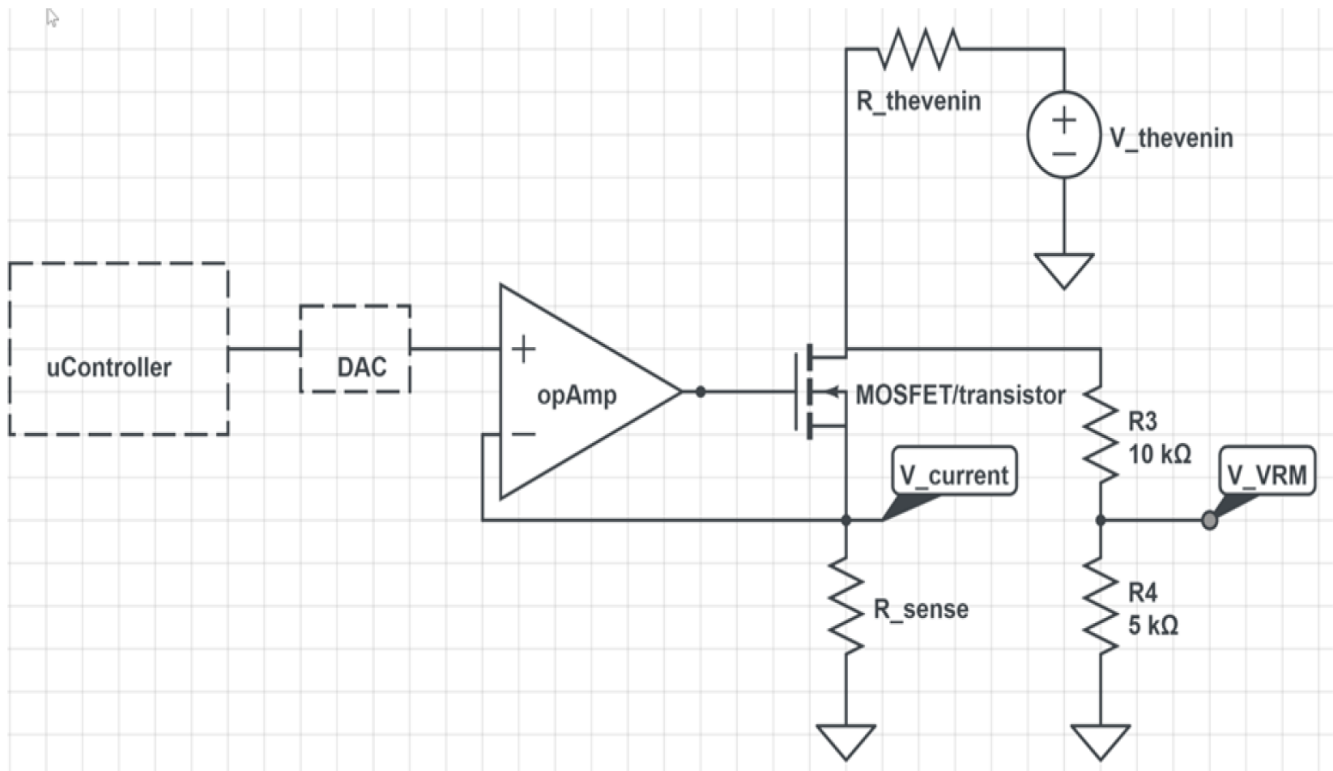 R_thevenin
+
−
V_thevenin
uController
DAC
+
opAmp
−
MOSFET/transistor
R3
10 kΩ
V_current
V_VRM
R_sense
R4
5 kΩ